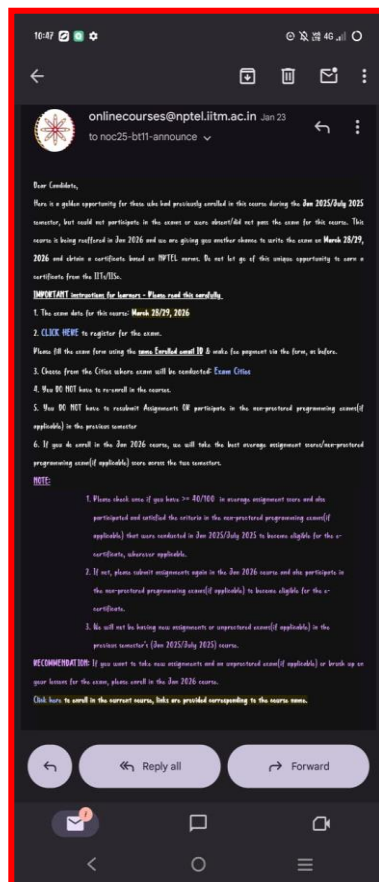 10:47
4G
onlinecourses@nptel.iitm.ac.in Jan 23
to noc25-bt11-announce
Dear Candidate,
Here is a golden opportunity for those who had previously enrolled in this course during the Jan 2025/July 2025
semester, but could not participate in the exams or were absent/did not pass the exam for this course. This
course is being reoffered in Jan 2026 and we are giving you another chance to write the exam on March 28/29,
2026 and obtain a certificate based on NPTEL norms. Do not let go of this unique opportunity to earn a
certificate from the IITs/IISc.
IMPORTANT instructions for learners - Please read this carefully
1. The exam date for this course: March 28/29, 2026
2. CLICK HERE to register for the exam.
Please fill the exam form using the same Enrolled email ID & make fee payment via the form, as before.
3. Choose from the Cities where exam will be conducted: Exam Cities
4. You DO NOT have to re-enroll in the courses.
5. You DO NOT have to resubmit Assignments OR participate in the non-proctored programming exams(if
applicable) in the previous semester
6. If you do enroll in the Jan 2026 course, we will take the best average assignment scores/non-proctored
programming exam(if applicable) score across the two semesters.
NOTE:
1. Please check once if you have >= 40/100 in average assignment score and also
participated and satisfied the criteria in the non-proctored programming exams(if
applicable) that were conducted in Jan 2025/July 2025 to become eligible for the e-
certificate, wherever applicable.
2. If not, please submit assignments again in the Jan 2026 course and also participate in
the non-proctored programming exams(if applicable) to become eligible for the e-
certificate.
3. We will not be having new assignments or unproctored exams(if applicable) in the
previous semester's (Jan 2025/July 2025) course.
RECOMMENDATION: If you want to take new assignments and an unproctored exam(if applicable) or brush up on
your lessons for the exam, please enroll in the Jan 2026 course.
Click here to enroll in the current course, links are provided corresponding to the course name.
Reply all
Forward